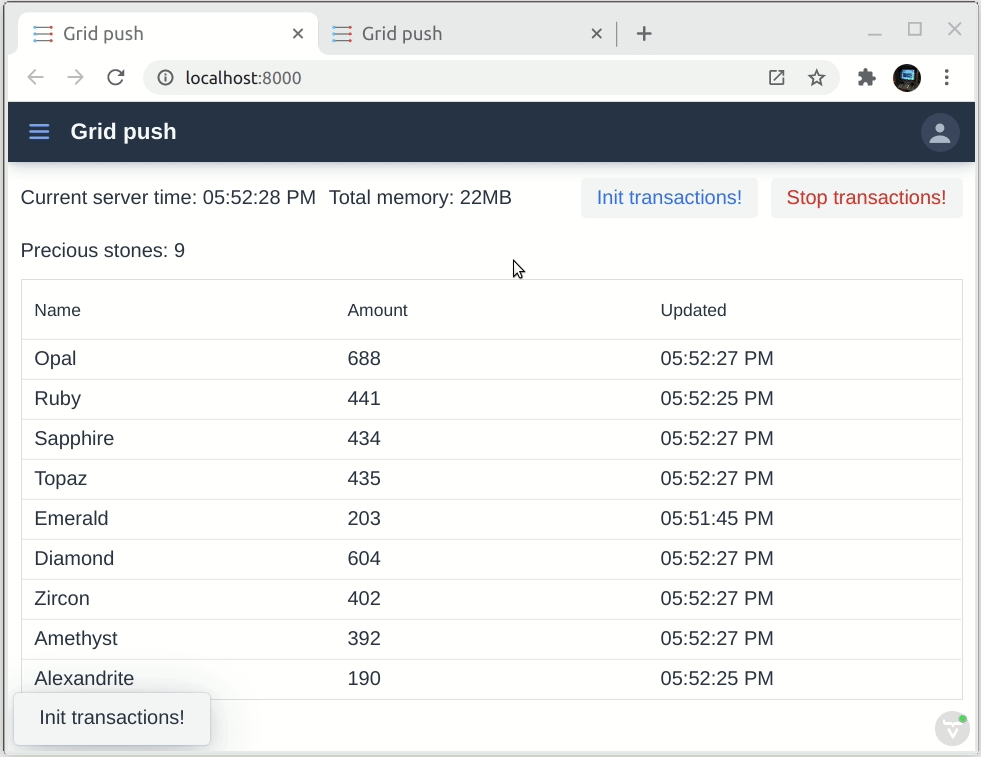 Grid push Grid push
localhost:8000
Grid push
Current server time: 05:52:28 PM Total memory: 22MB Init transactions! Stop transactions!
Precious stones: 9
Name Amount Updated
Opal 688 05:52:27 PM
Ruby 441 05:52:25 PM
Sapphire 434 05:52:27 PM
Topaz 435 05:52:27 PM
Emerald 203 05:51:45 PM
Diamond 604 05:52:27 PM
Zircon 402 05:52:27 PM
Amethyst 392 05:52:27 PM
Alexandrite 190 05:52:25 PM
Init transactions!